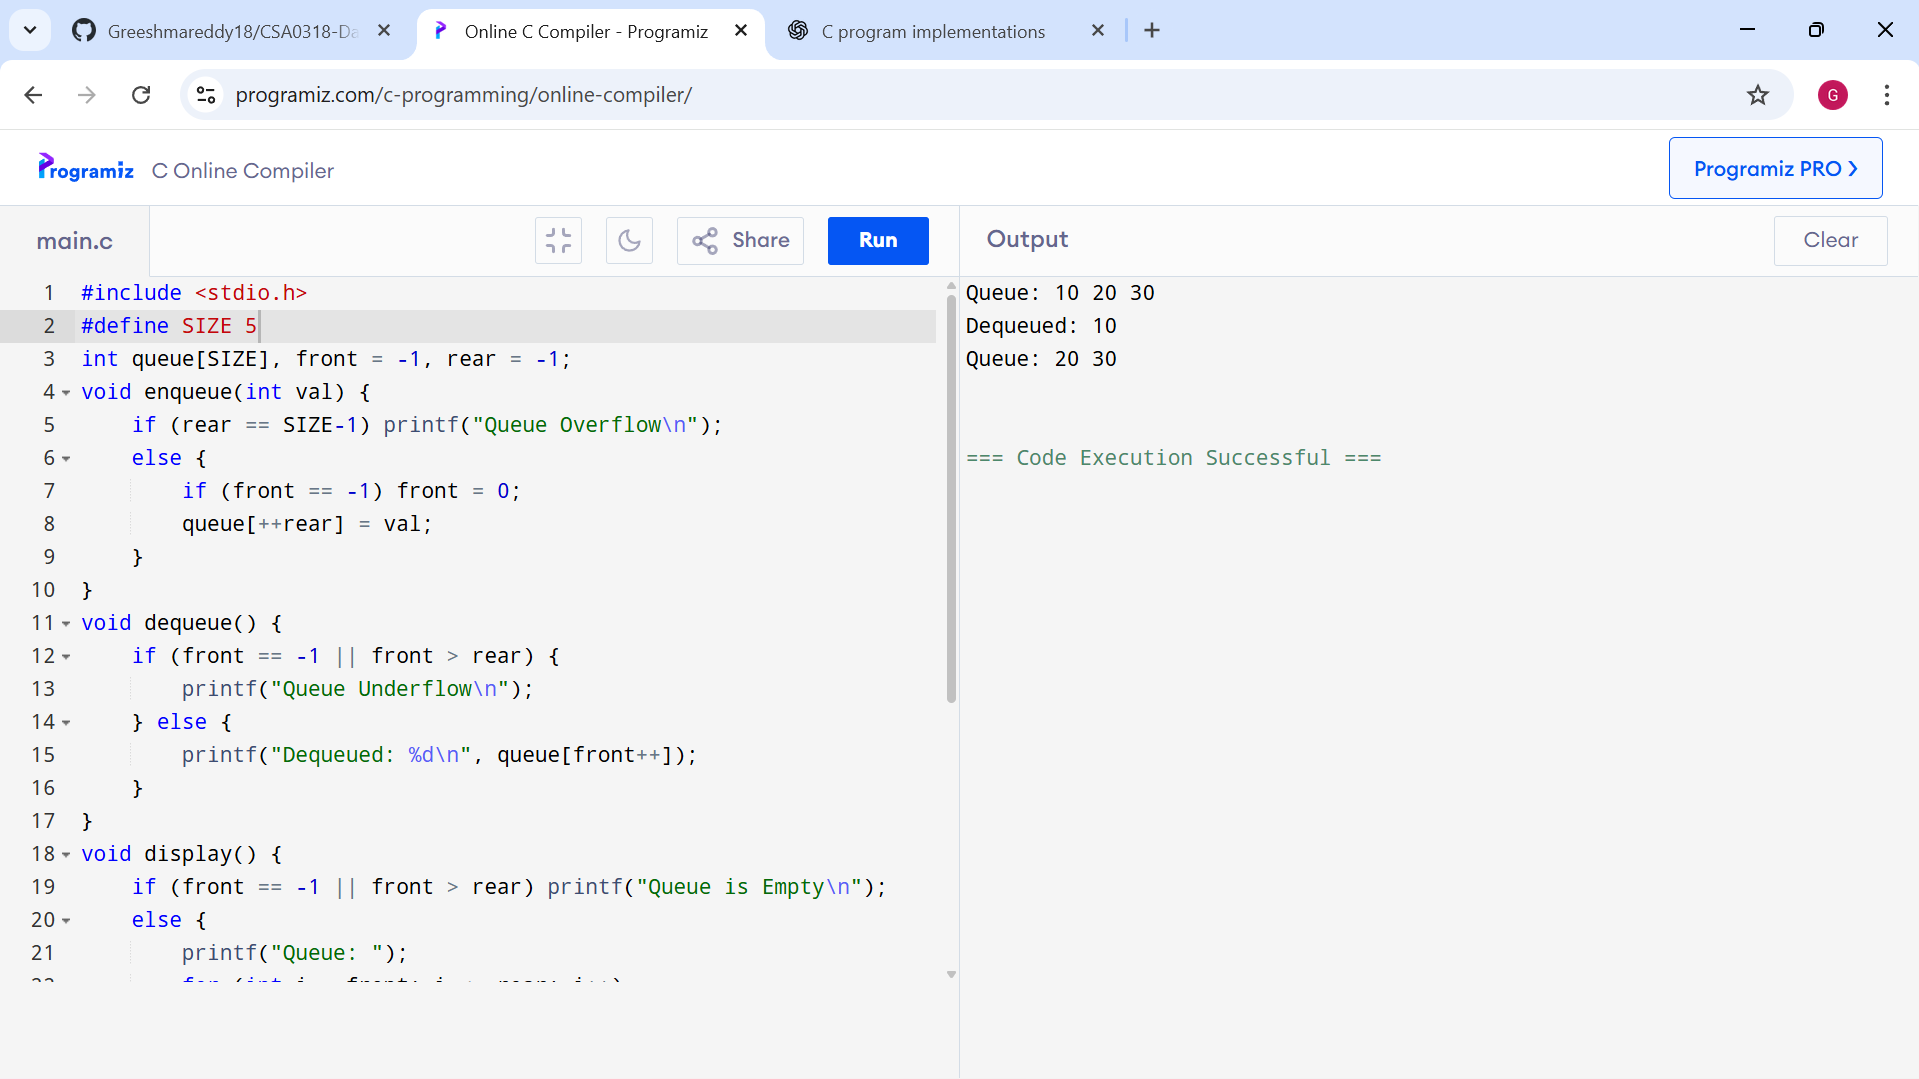 Greeshmareddy18/CSA0318-Da
Online C Compiler - Programiz
C program implementations
programiz.com/c-programming/online-compiler/
G
Programiz
C Online Compiler
Programiz PRO
main.c
Share
Run
Output
Clear
1 #include <stdio.h>
2 #define SIZE 5
3 int queue[SIZE], front = -1, rear = -1;
4 void enqueue(int val) {
5 if (rear == SIZE-1) printf("Queue Overflow\n");
6 else {
7 if (front == -1) front = 0;
8 queue[++rear] = val;
9 }
10 }
11 void dequeue() {
12 if (front == -1 || front > rear) {
13 printf("Queue Underflow\n");
14 } else {
15 printf("Dequeued: %d\n", queue[front++]);
16 }
17 }
18 void display() {
19 if (front == -1 || front > rear) printf("Queue is Empty\n");
20 else {
21 printf("Queue: ");
Queue: 10 20 30
Dequeued: 10
Queue: 20 30
=== Code Execution Successful ===